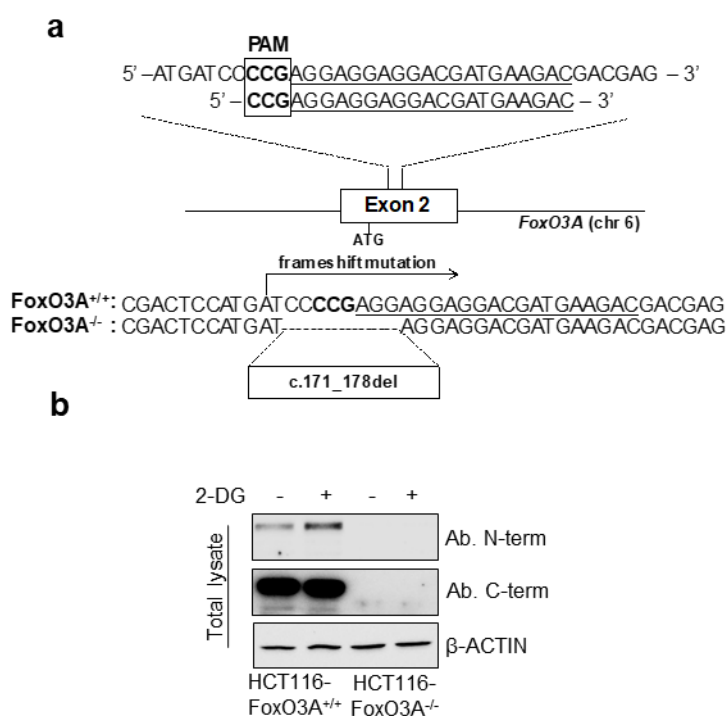 a
PAM
5' –ATGATCCCCGAGGAGGAGGACGATGAAGACGACGAG – 3'
5' – CCGAGGAGGAGGACGATGAAGAC – 3'
Exon 2
FoxO3A (chr 6)
ATG
frameshift mutation
FoxO3A+/+: CGACTCCATGATCCCCGAGGAGGAGGACGATGAAGACGACGAG
FoxO3A-/- : CGACTCCATGAT AGGAGGACGATGAAGACGACGAG
c.171_178del
b
2-DG - + - +
Ab. N-term
Ab. C-term
β-ACTIN
Total lysate
HCT116- HCT116-
FoxO3A+/+ FoxO3A-/-